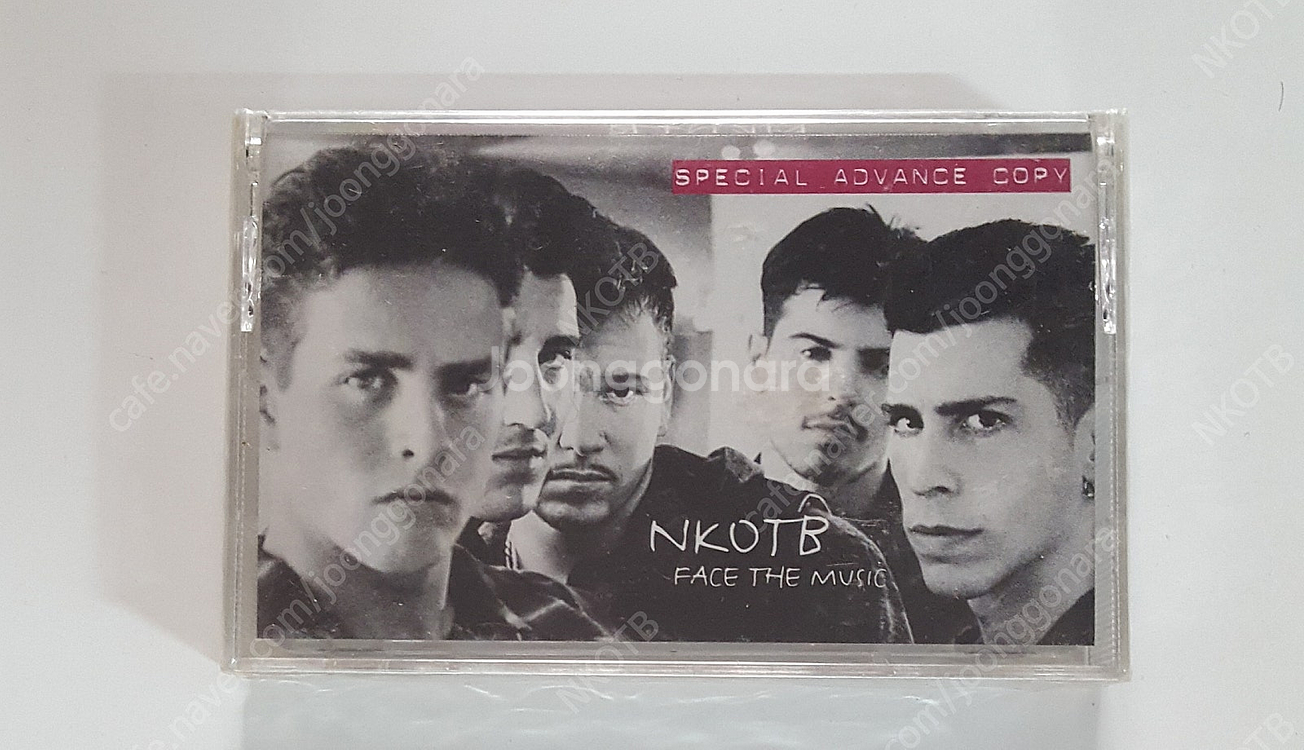 SPECIAL ADVANCE COPY
Joonggonara
NKOTB
FACE THE MUSIC
cafe.naver.com/joonggonara
NKOTB